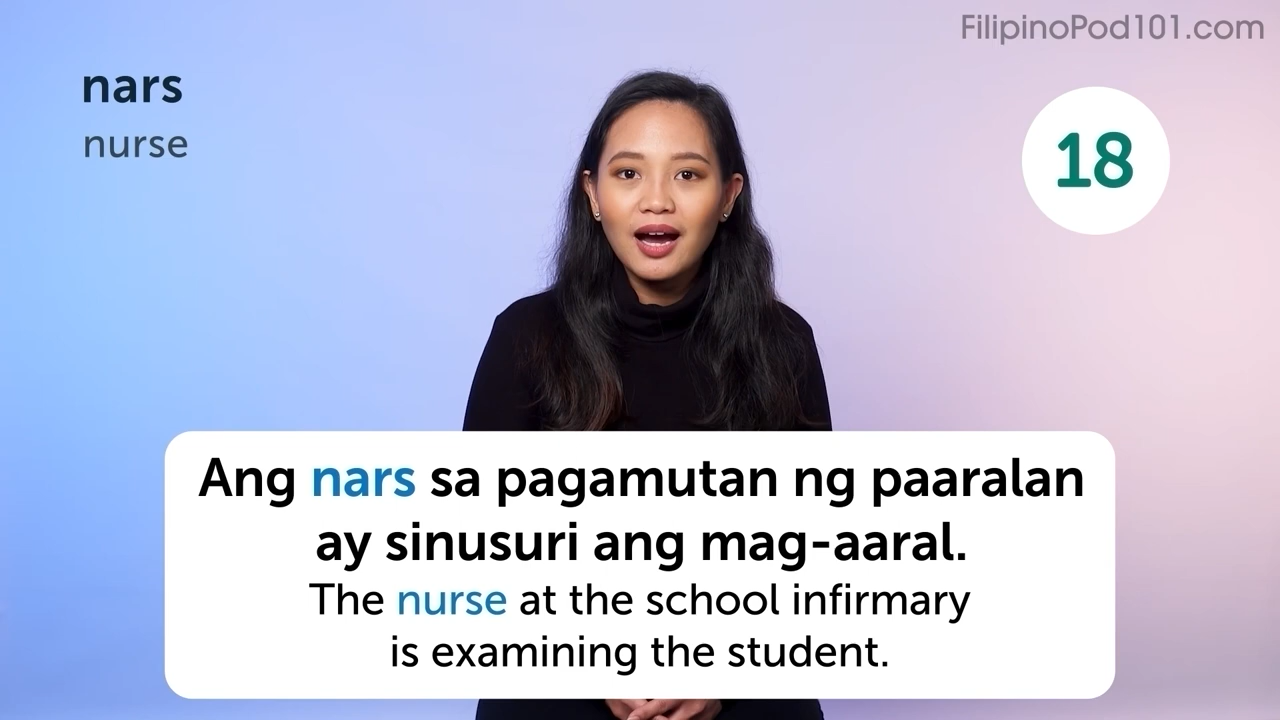 FilipinoPod101.com
nars
nurse
18
Ang nars sa pagamutan ng paaralan
ay sinusuri ang mag-aaral.
The nurse at the school infirmary
is examining the student.